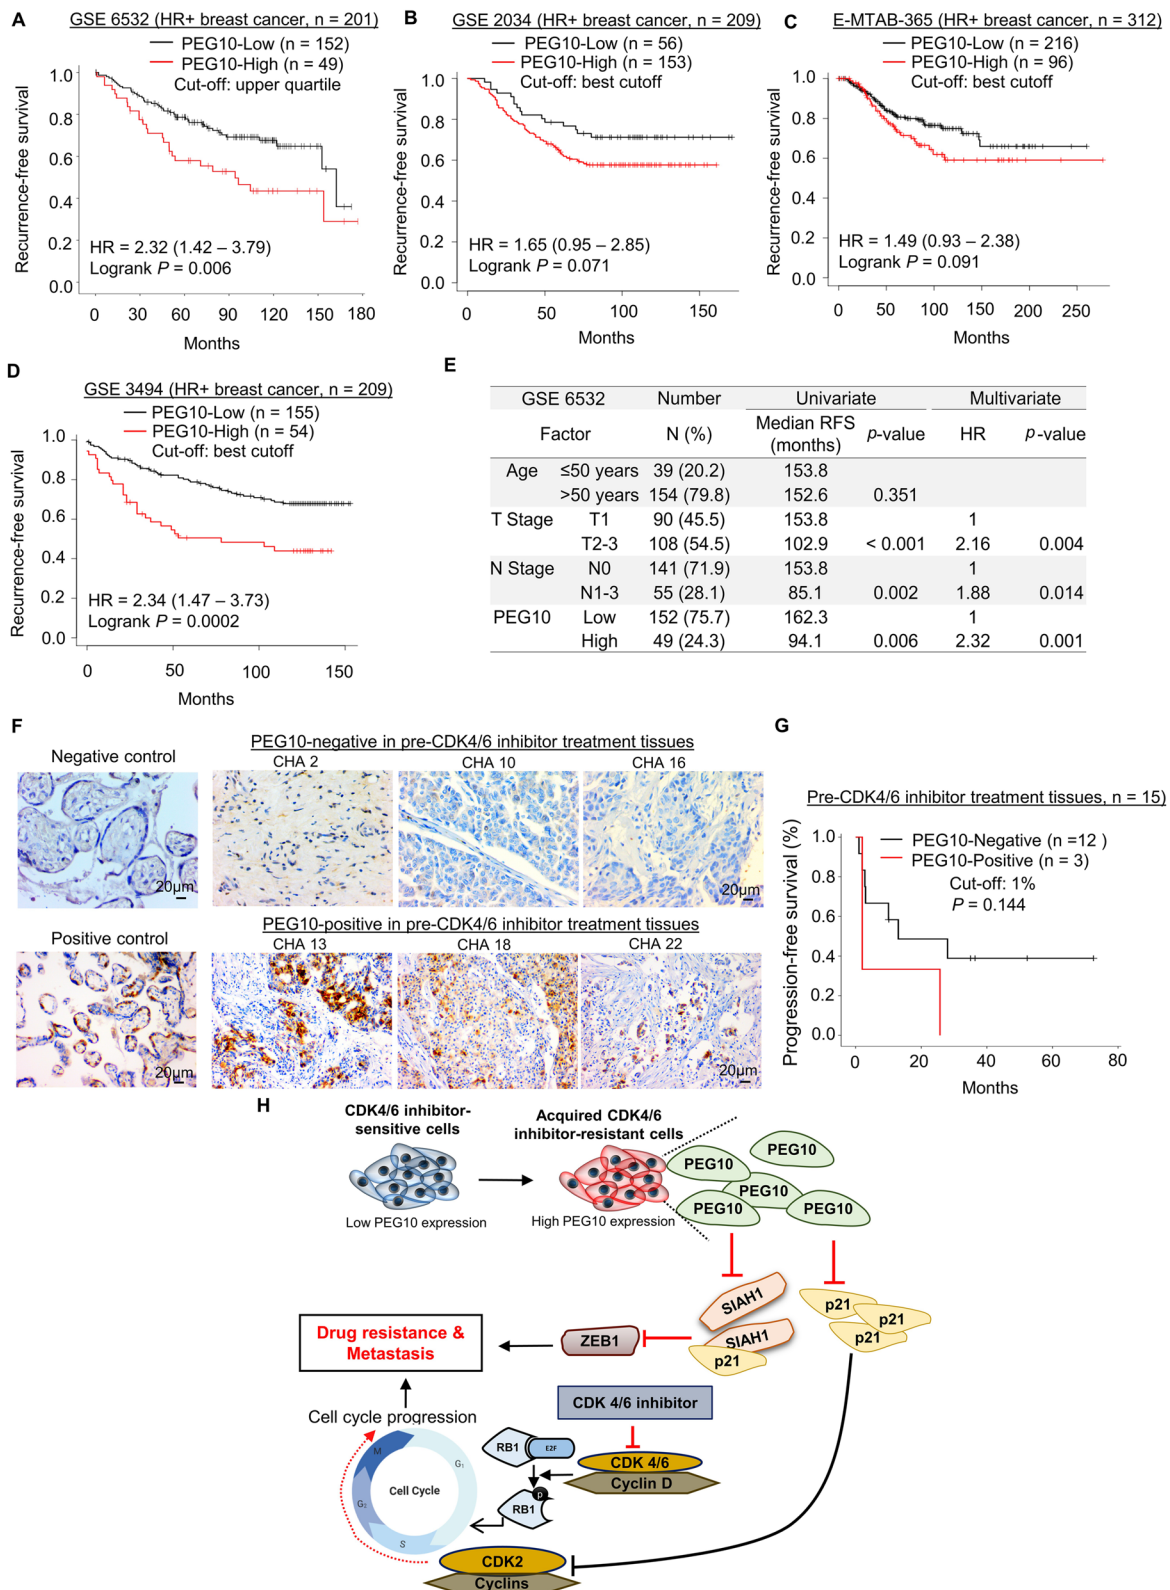 A
GSE 6532 (HR+ breast cancer, n = 201)
PEG10-Low (n = 152)
PEG10-High (n = 49)
Cut-off: upper quartile
Recurrence-free survival
1.0
0.8
0.6
0.4
0.2
0.0
HR = 2.32 (1.42 – 3.79)
Logrank P = 0.006
0 30 60 90 120 150 180
Months
B
GSE 2034 (HR+ breast cancer, n = 209)
PEG10-Low (n = 56)
PEG10-High (n = 153)
Cut-off: best cutoff
Recurrence-free survival
1.0
0.8
0.6
0.4
0.2
0.0
HR = 1.65 (0.95 – 2.85)
Logrank P = 0.071
0 50 100 150
Months
C
E-MTAB-365 (HR+ breast cancer, n = 312)
PEG10-Low (n = 216)
PEG10-High (n = 96)
Cut-off: best cutoff
Recurrence-free survival
1.0
0.8
0.6
0.4
0.2
0.0
HR = 1.49 (0.93 – 2.38)
Logrank P = 0.091
0 50 100 150 200 250
Months
D
GSE 3494 (HR+ breast cancer, n = 209)
PEG10-Low (n = 155)
PEG10-High (n = 54)
Cut-off: best cutoff
Recurrence-free survival
1.0
0.8
0.6
0.4
0.2
0.0
HR = 2.34 (1.47 – 3.73)
Logrank P = 0.0002
0 50 100 150
Months
E
GSE 6532 Number Univariate Multivariate
Factor N (%) Median RFS (months) p-value HR p-value
Age ≤50 years 39 (20.2) 153.8
>50 years 154 (79.8) 152.6 0.351
T Stage T1 90 (45.5) 153.8 1
T2-3 108 (54.5) 102.9 < 0.001 2.16 0.004
N Stage N0 141 (71.9) 153.8 1
N1-3 55 (28.1) 85.1 0.002 1.88 0.014
PEG10 Low 152 (75.7) 162.3 1
High 49 (24.3) 94.1 0.006 2.32 0.001
F
Negative control
20μm
PEG10-negative in pre-CDK4/6 inhibitor treatment tissues
CHA 2 CHA 10 CHA 16
20μm
Positive control
20μm
PEG10-positive in pre-CDK4/6 inhibitor treatment tissues
CHA 13 CHA 18 CHA 22
20μm
G
Pre-CDK4/6 inhibitor treatment tissues, n = 15)
PEG10-Negative (n =12 )
PEG10-Positive (n = 3)
Cut-off: 1%
P = 0.144
Progression-free survival (%)
1.0
0.8
0.6
0.4
0.2
0.0
0 20 40 60 80
Months
H
CDK4/6 inhibitor-
sensitive cells
Low PEG10 expression
Acquired CDK4/6
inhibitor-resistant cells
High PEG10 expression
PEG10
PEG10
PEG10
PEG10
PEG10
SIAH1
SIAH1
p21
p21
p21
p21
ZEB1
Drug resistance &
Metastasis
Cell cycle progression
CDK 4/6 inhibitor
RB1
E2F
CDK 4/6
Cyclin D
p
RB1
Cell Cycle
M
G1
G2
S
CDK2
Cyclins